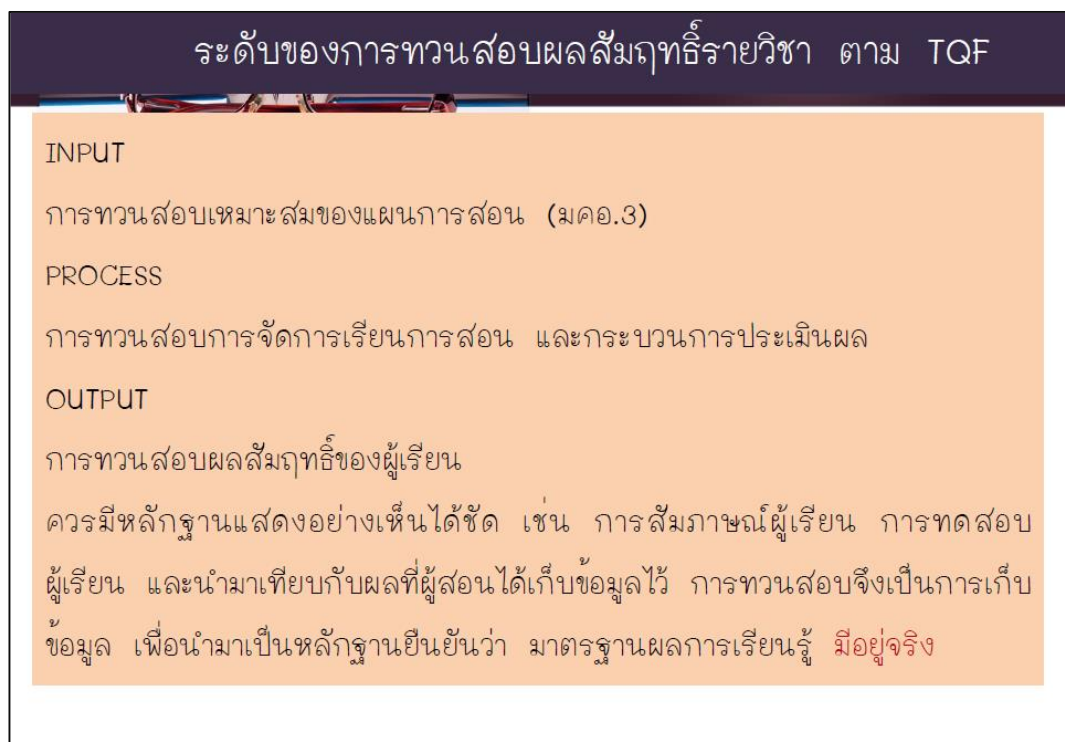 ระดับของการทวนสอบผลสัมฤทธิ์รายวิชา ตาม TQF
INPUT
การทวนสอบเหมาะสมของแผนการสอน (มคอ.3)
PROCESS
การทวนสอบการจัดการเรียนการสอน และกระบวนการประเมินผล
OUTPUT
การทวนสอบผลสัมฤทธิ์ของผู้เรียน
ควรมีหลักฐานแสดงอย่างเห็นได้ชัด เช่น การสัมภาษณ์ผู้เรียน การทดสอบ
ผู้เรียน และนำมาเทียบกับผลที่ผู้สอนได้เก็บข้อมูลไว้ การทวนสอบจึงเป็นการเก็บ
ข้อมูล เพื่อนำมาเป็นหลักฐานยืนยันว่า มาตรฐานผลการเรียนรู้ มีอยู่จริง